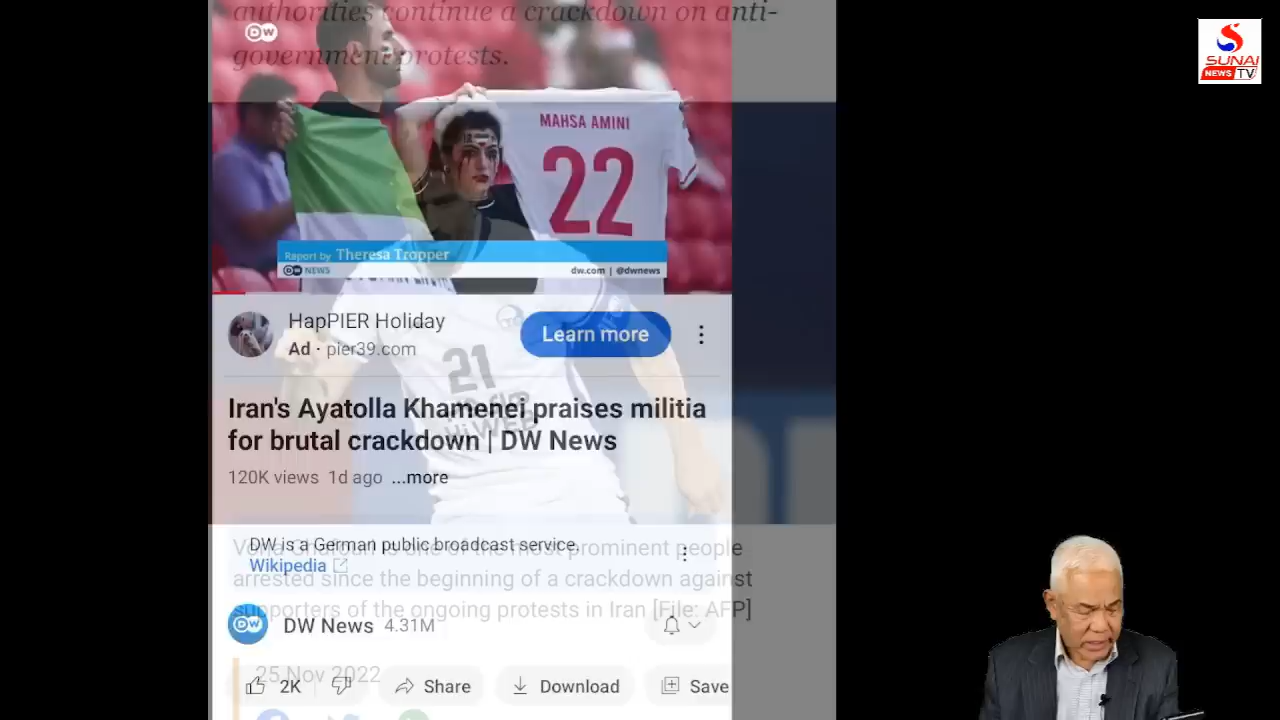 authorities continue a crackdown on anti-
government protests.
DW
MAHSA AMINI
22
Report by Theresa Tropper
DW NEWS
dw.com | @dwnews
SUNAI
NEWS TV
HapPIER Holiday
Ad · pier39.com
Learn more
21
HiWEB
Iran's Ayatolla Khamenei praises militia
for brutal crackdown | DW News
120K views 1d ago ...more
DW is a German public broadcast service.
Wikipedia
Voria Ghafouri is one of the most prominent people
arrested since the beginning of a crackdown against
supporters of the ongoing protests in Iran [File: AFP]
DW News 4.31M
25 Nov 2022
2K
Share
Download
Save